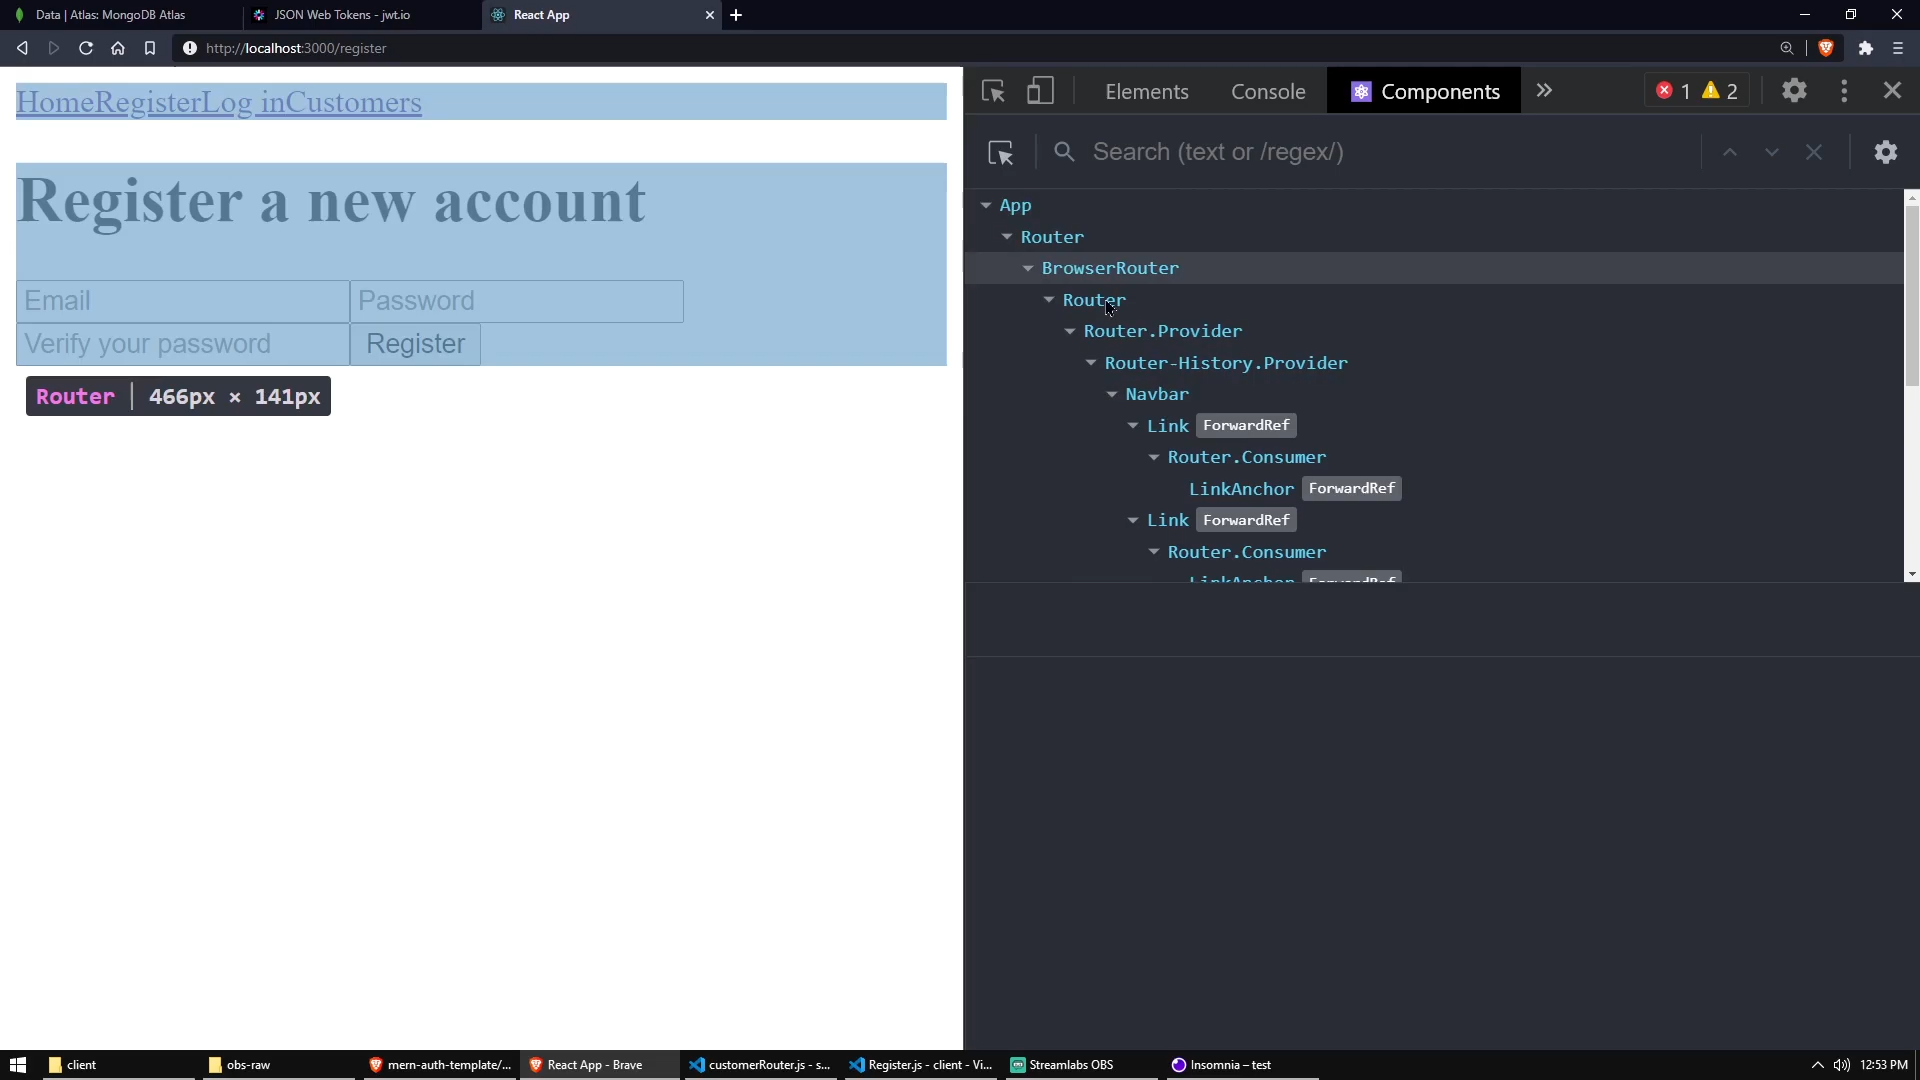 Data | Atlas: MongoDB Atlas
JSON Web Tokens - jwt.io
React App
http://localhost:3000/register
HomeRegisterLog inCustomers
Register a new account
Email
Password
Verify your password
Register
Router | 466px × 141px
Elements
Console
Components
1
2
Search (text or /regex/)
App
Router
BrowserRouter
Router
Router.Provider
Router-History.Provider
Navbar
Link ForwardRef
Router.Consumer
LinkAnchor ForwardRef
Link ForwardRef
Router.Consumer
LinkAnchor ForwardRef
client
obs-raw
mern-auth-template/...
React App - Brave
customerRouter.js - s...
Register.js - client - Vi...
Streamlabs OBS
Insomnia – test
12:53 PM